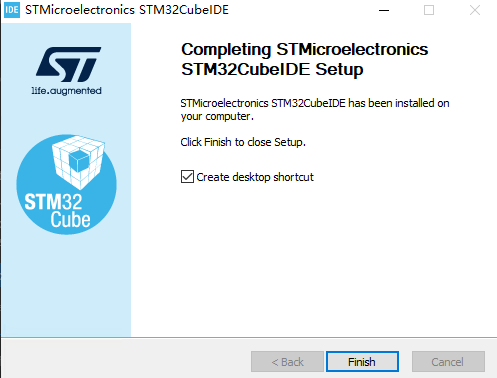 IDE STMicroelectronics STM32CubeIDE
life.augmented
STM32
Cube
Completing STMicroelectronics
STM32CubeIDE Setup
STMicroelectronics STM32CubeIDE has been installed on
your computer.
Click Finish to close Setup.
Create desktop shortcut
< Back
Finish
Cancel